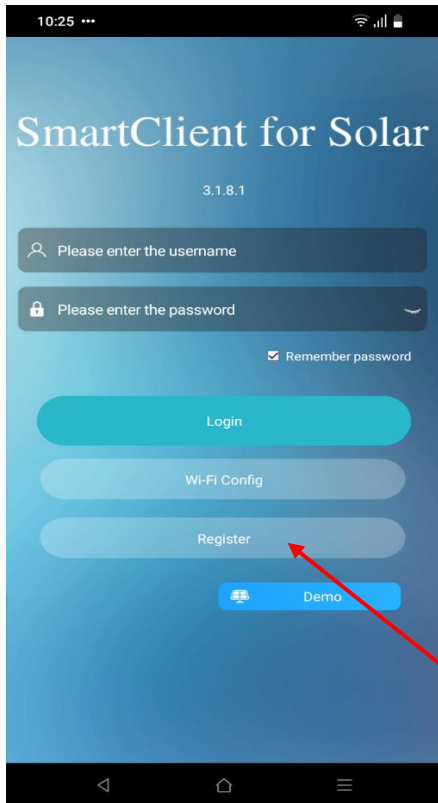 10:25 •••
SmartClient for Solar
3.1.8.1
Please enter the username
Please enter the password
Remember password
Login
Wi-Fi Config
Register
Demo